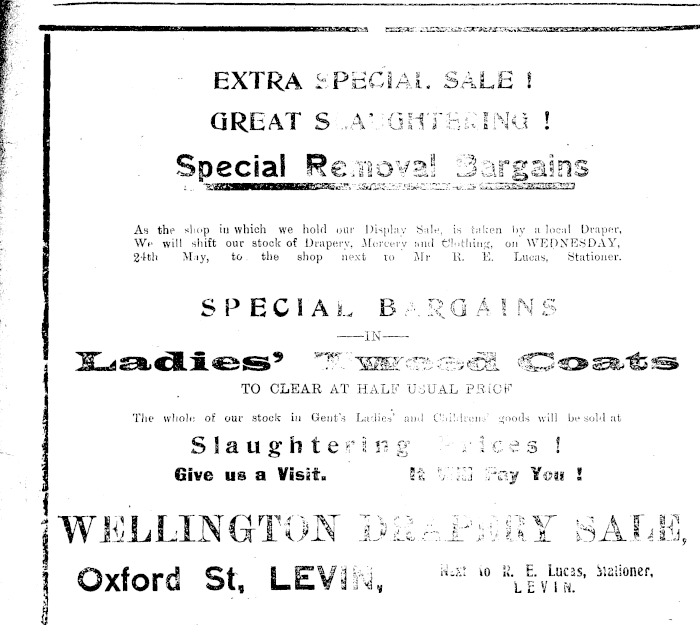 EXTRA SPECIAL SALE !
GREAT SLAUGHTERING !
Special Removal Bargains
As the shop in which we hold our Display Sale, is taken by a local Draper,
We will shift our stock of Drapery, Mercery and Clothing, on WEDNESDAY,
24th May, to the shop next to Mr R. E. Lucas, Stationer.
SPECIAL BARGAINS
—IN—
Ladies' Tweed Coats
TO CLEAR AT HALF USUAL PRICE
The whole of our stock in Gent's Ladies' and Childrens' goods will be sold at
Slaughtering Prices !
Give us a Visit. It Will Pay You !
WELLINGTON DRAPERY SALE,
Oxford St, LEVIN,
Next to R. E. Lucas, Stationer,
LEVIN.